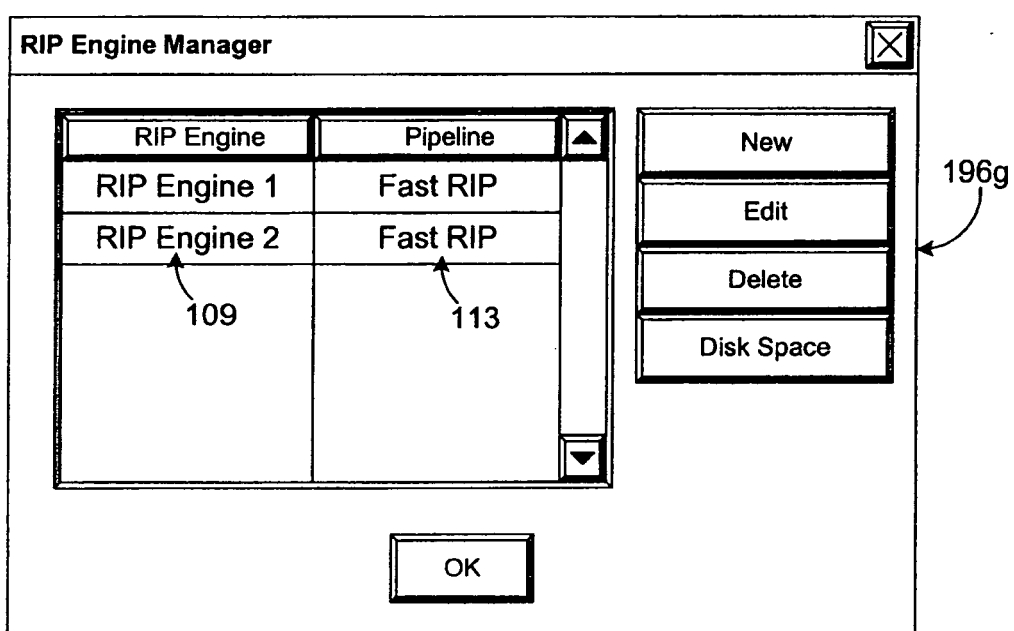 RIP Engine Manager
RIP Engine Pipeline
RIP Engine 1 Fast RIP
RIP Engine 2 Fast RIP
109
113
New
Edit
Delete
Disk Space
196g
OK